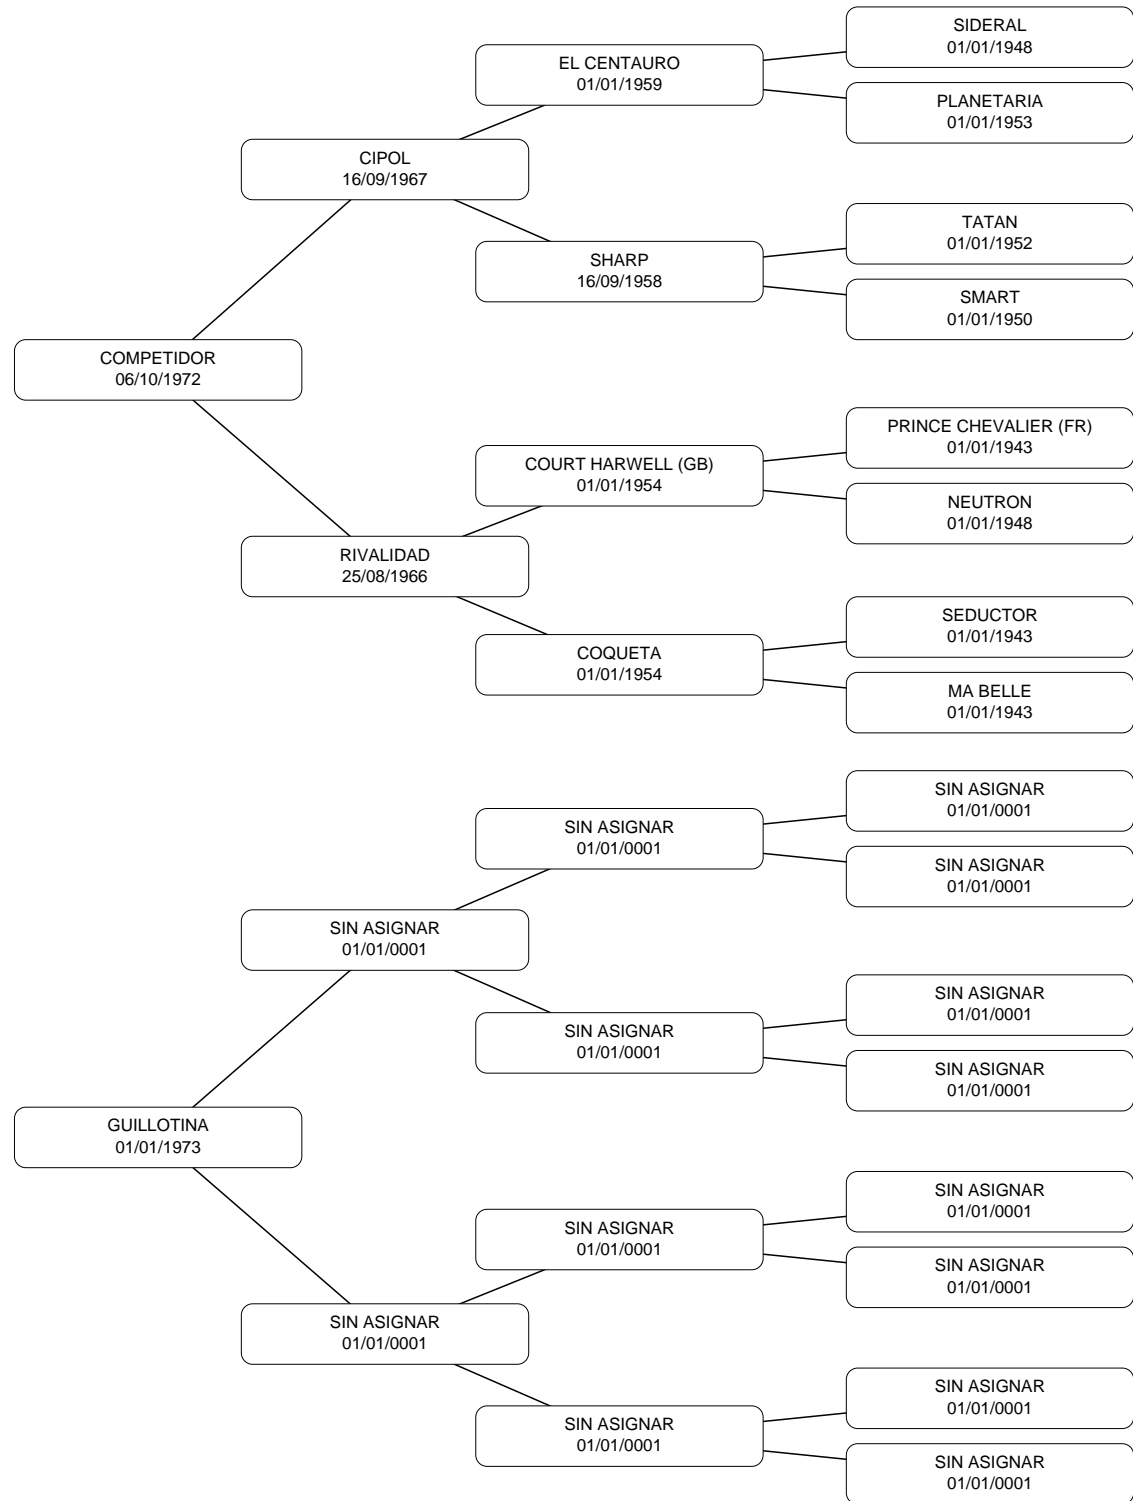 SIDERAL
01/01/1948
EL CENTAURO
01/01/1959
PLANETARIA
01/01/1953
CIPOL
16/09/1967
TATAN
01/01/1952
SHARP
16/09/1958
SMART
01/01/1950
COMPETIDOR
06/10/1972
PRINCE CHEVALIER (FR)
01/01/1943
COURT HARWELL (GB)
01/01/1954
NEUTRON
01/01/1948
RIVALIDAD
25/08/1966
SEDUCTOR
01/01/1943
COQUETA
01/01/1954
MA BELLE
01/01/1943
SIN ASIGNAR
01/01/0001
SIN ASIGNAR
01/01/0001
SIN ASIGNAR
01/01/0001
SIN ASIGNAR
01/01/0001
SIN ASIGNAR
01/01/0001
SIN ASIGNAR
01/01/0001
SIN ASIGNAR
01/01/0001
GUILLOTINA
01/01/1973
SIN ASIGNAR
01/01/0001
SIN ASIGNAR
01/01/0001
SIN ASIGNAR
01/01/0001
SIN ASIGNAR
01/01/0001
SIN ASIGNAR
01/01/0001
SIN ASIGNAR
01/01/0001
SIN ASIGNAR
01/01/0001